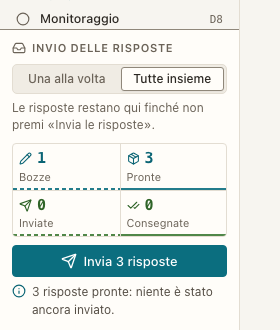 Monitoraggio D8
INVIO DELLE RISPOSTE
Una alla volta Tutte insieme
Le risposte restano qui finché non
premi «Invia le risposte».
1 3
Bozze Pronte
0 0
Inviate Consegnate
Invia 3 risposte
3 risposte pronte: niente è stato
ancora inviato.